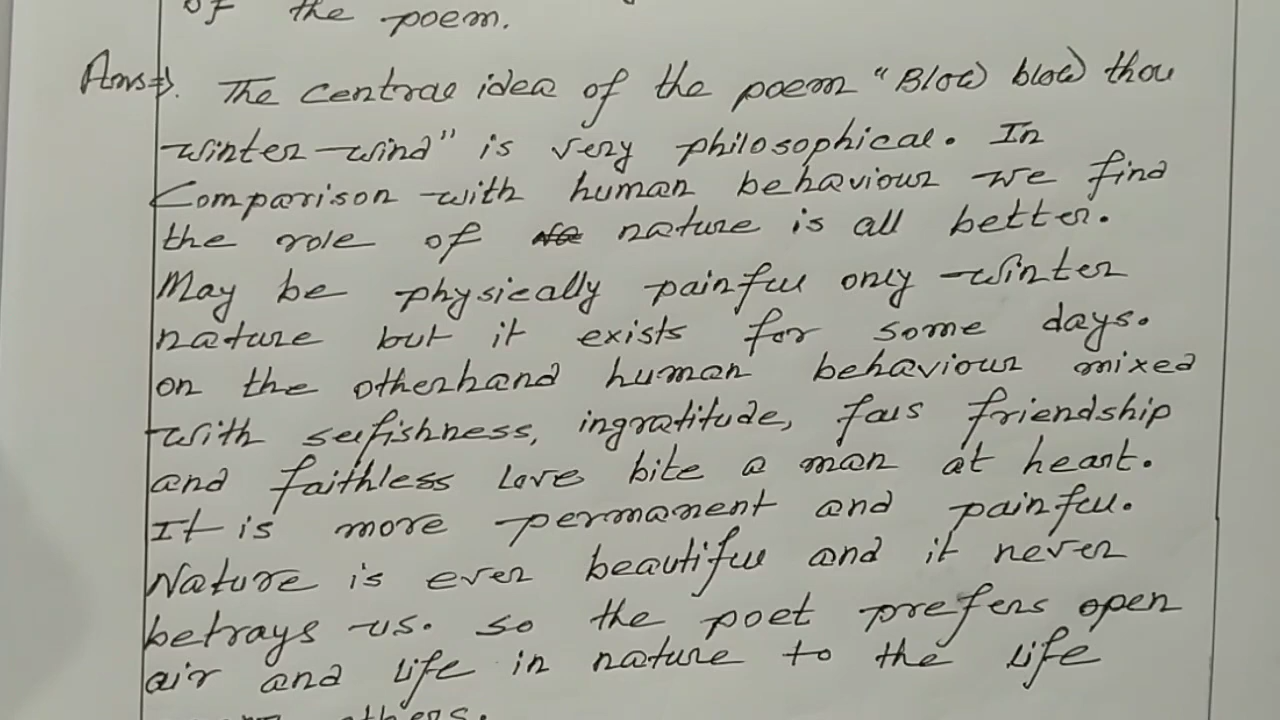 of the poem.
Ans⇒. The central idea of the poem "Blow blow thou
winter wind" is very philosophical. In
Comparison with human behaviour we find
the role of nature is all better.
May be physically painful only winter
nature but it exists for some days.
on the otherhand human behaviour mixed
with selfishness, ingratitude, fals friendship
and faithless Love bite a man at heart.
It is more permanent and painful.
Nature is ever beautiful and it never
betrays us. so the poet prefers open
air and life in nature to the life
others.